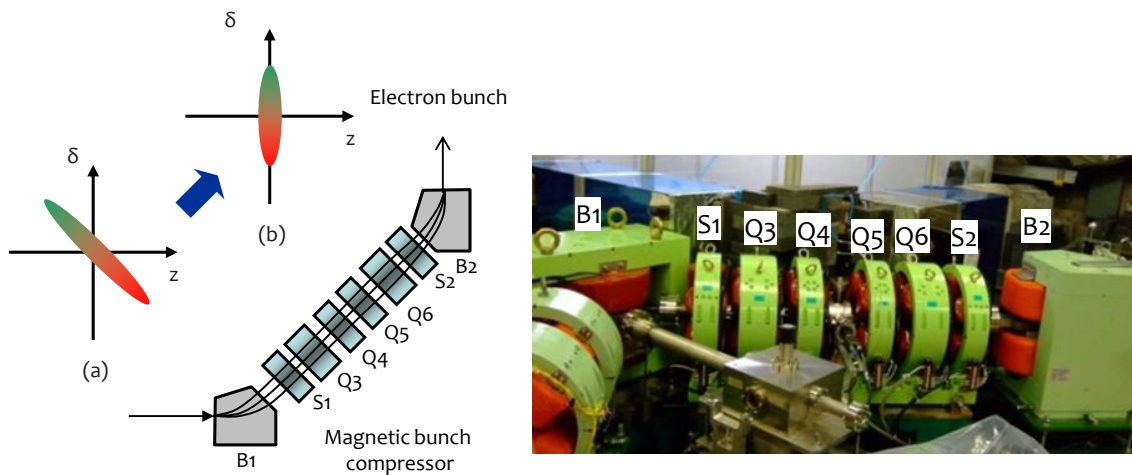 δ
z
(b)
δ
z
(a)
Electron bunch
B2
S2
Q6
Q5
Q4
Q3
S1
B1
Magnetic bunch
compressor
B1
S1
Q3
Q4
Q5
Q6
S2
B2